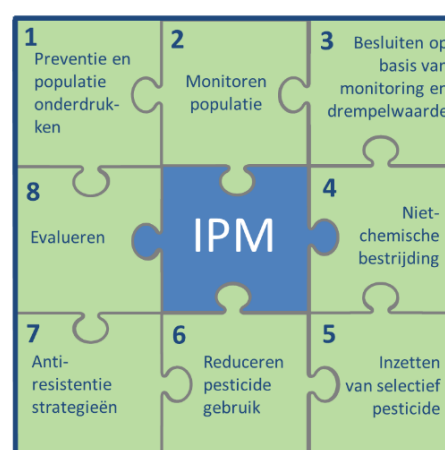 1
Preventie en
populatie
onderdruk-
ken
2
Monitoren
populatie
3
Besluiten op
basis van
monitoring en
drempelwaarde
8
Evalueren
IPM
4
Niet-
chemische
bestrijding
7
Anti-
resistentie
strategieën
6
Reduceren
pesticide
gebruik
5
Inzetten
van selectief
pesticide